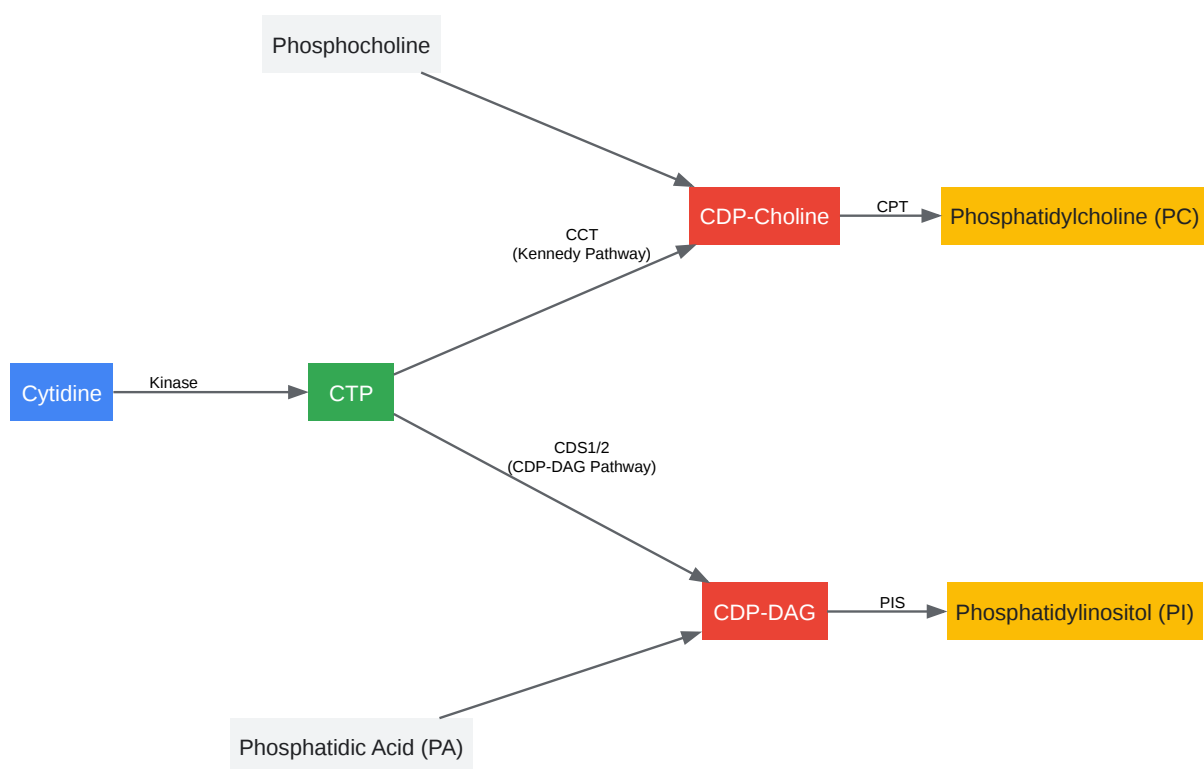 Phosphocholine
CDP-Choline
CPT
Phosphatidylcholine (PC)
CCT
(Kennedy Pathway)
Cytidine
Kinase
CTP
CDS1/2
(CDP-DAG Pathway)
CDP-DAG
PIS
Phosphatidylinositol (PI)
Phosphatidic Acid (PA)